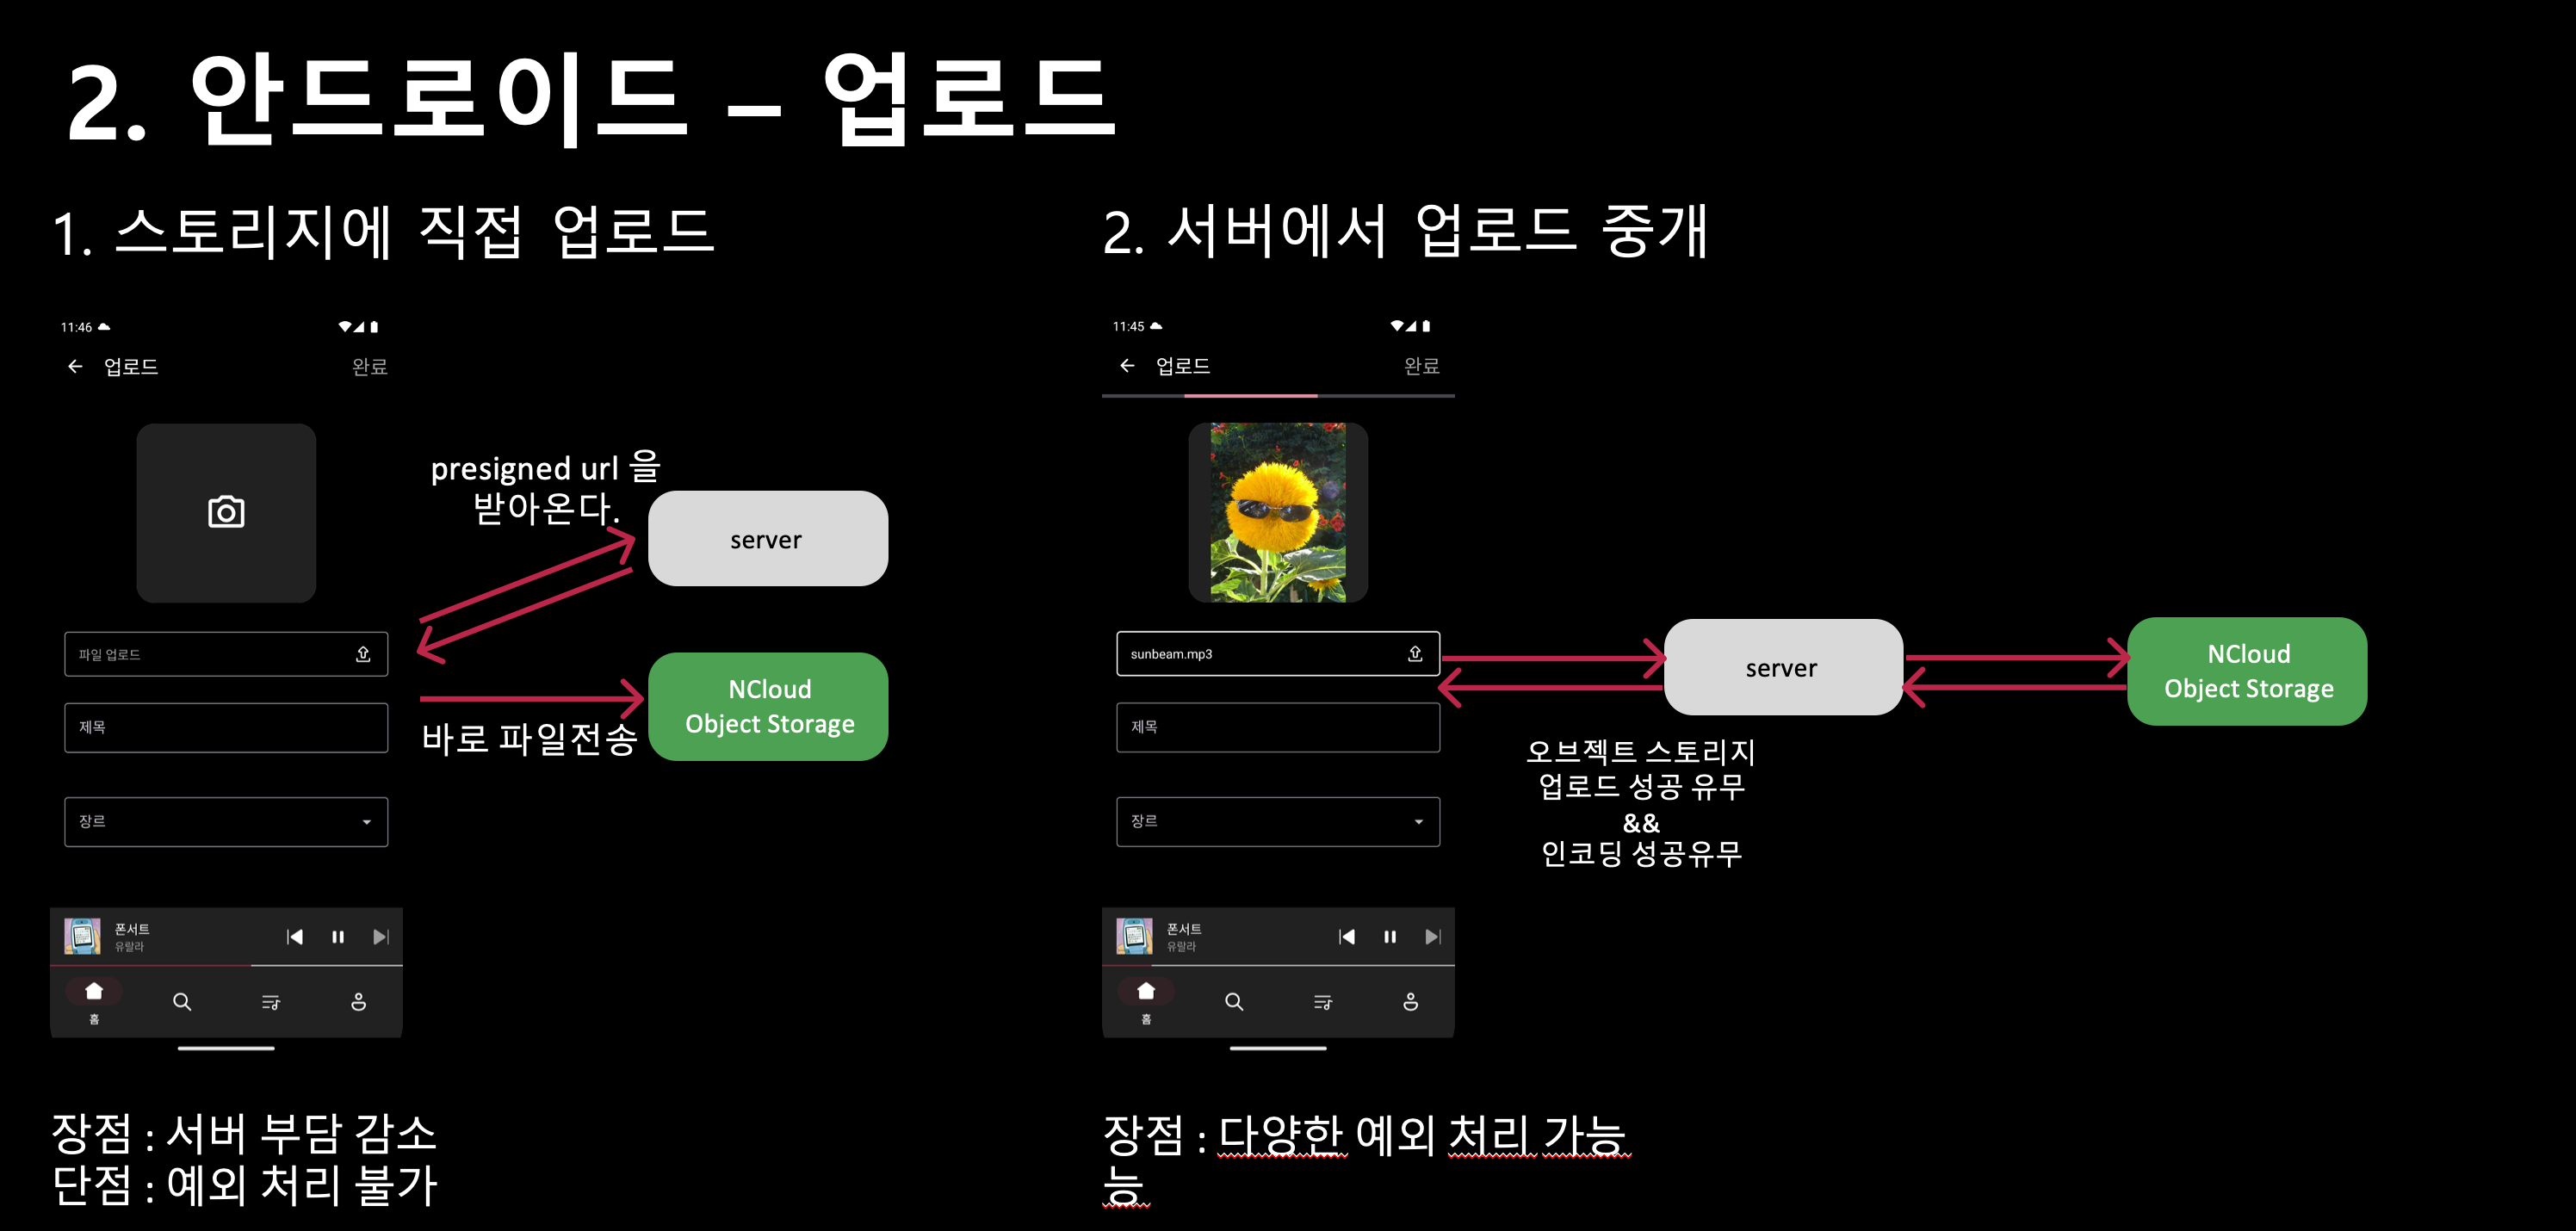 2. 안드로이드 – 업로드
1. 스토리지에 직접 업로드
11:46
업로드
완료
presigned url 을
받아온다.
server
파일 업로드
NCloud
Object Storage
바로 파일전송
제목
장르
폰서트
유랄라
홈
장점 : 서버 부담 감소
단점 : 예외 처리 불가
2. 서버에서 업로드 중개
11:45
업로드
완료
sunbeam.mp3
server
NCloud
Object Storage
제목
오브젝트 스토리지
업로드 성공 유무
&&
인코딩 성공유무
장르
폰서트
유랄라
홈
장점 : 다양한 예외 처리 가능
능